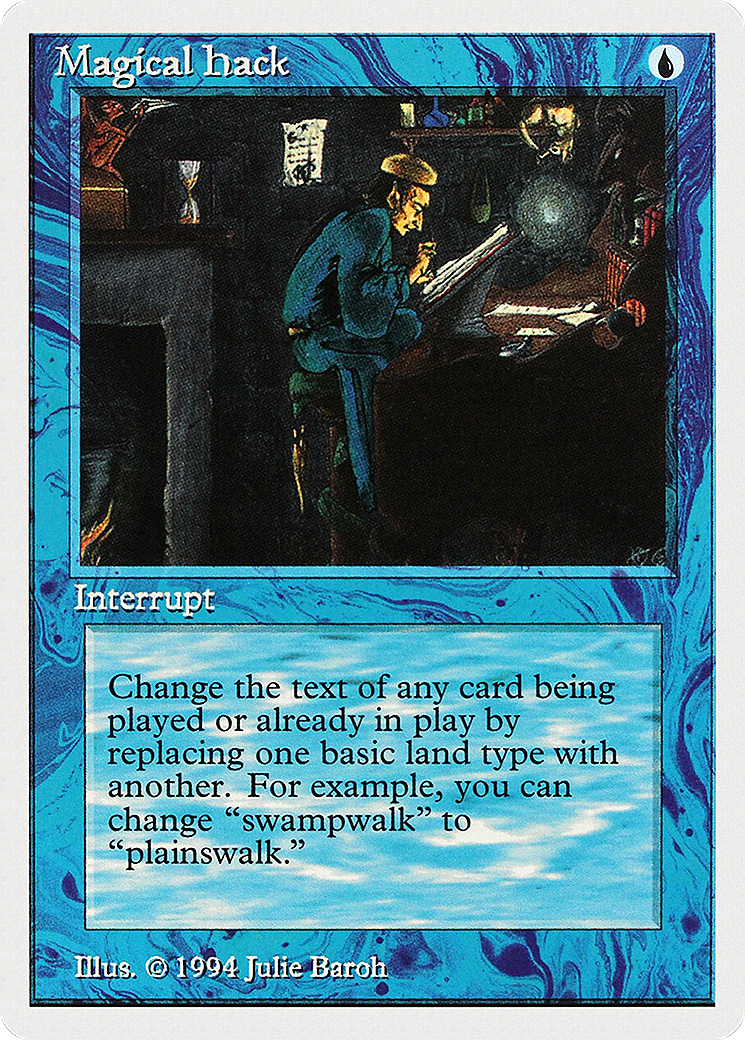 Magical Hack
Interrupt
Change the text of any card being
played or already in play by
replacing one basic land type with
another. For example, you can
change “swampwalk” to
“plainswalk.”
Illus. © 1994 Julie Baroh